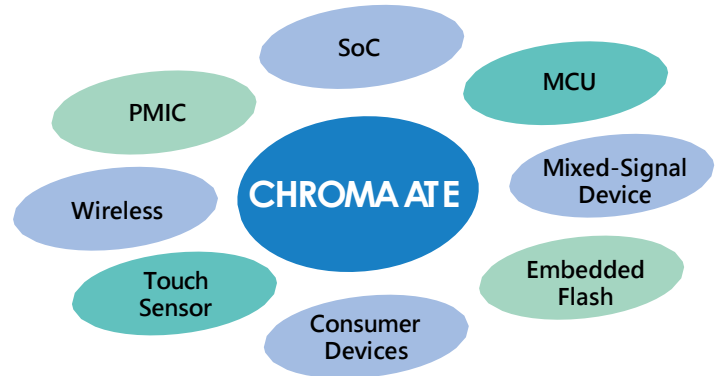 SoC
PMIC
MCU
CHROMA ATE
Mixed-Signal
Device
Wireless
Touch
Sensor
Embedded
Flash
Consumer
Devices